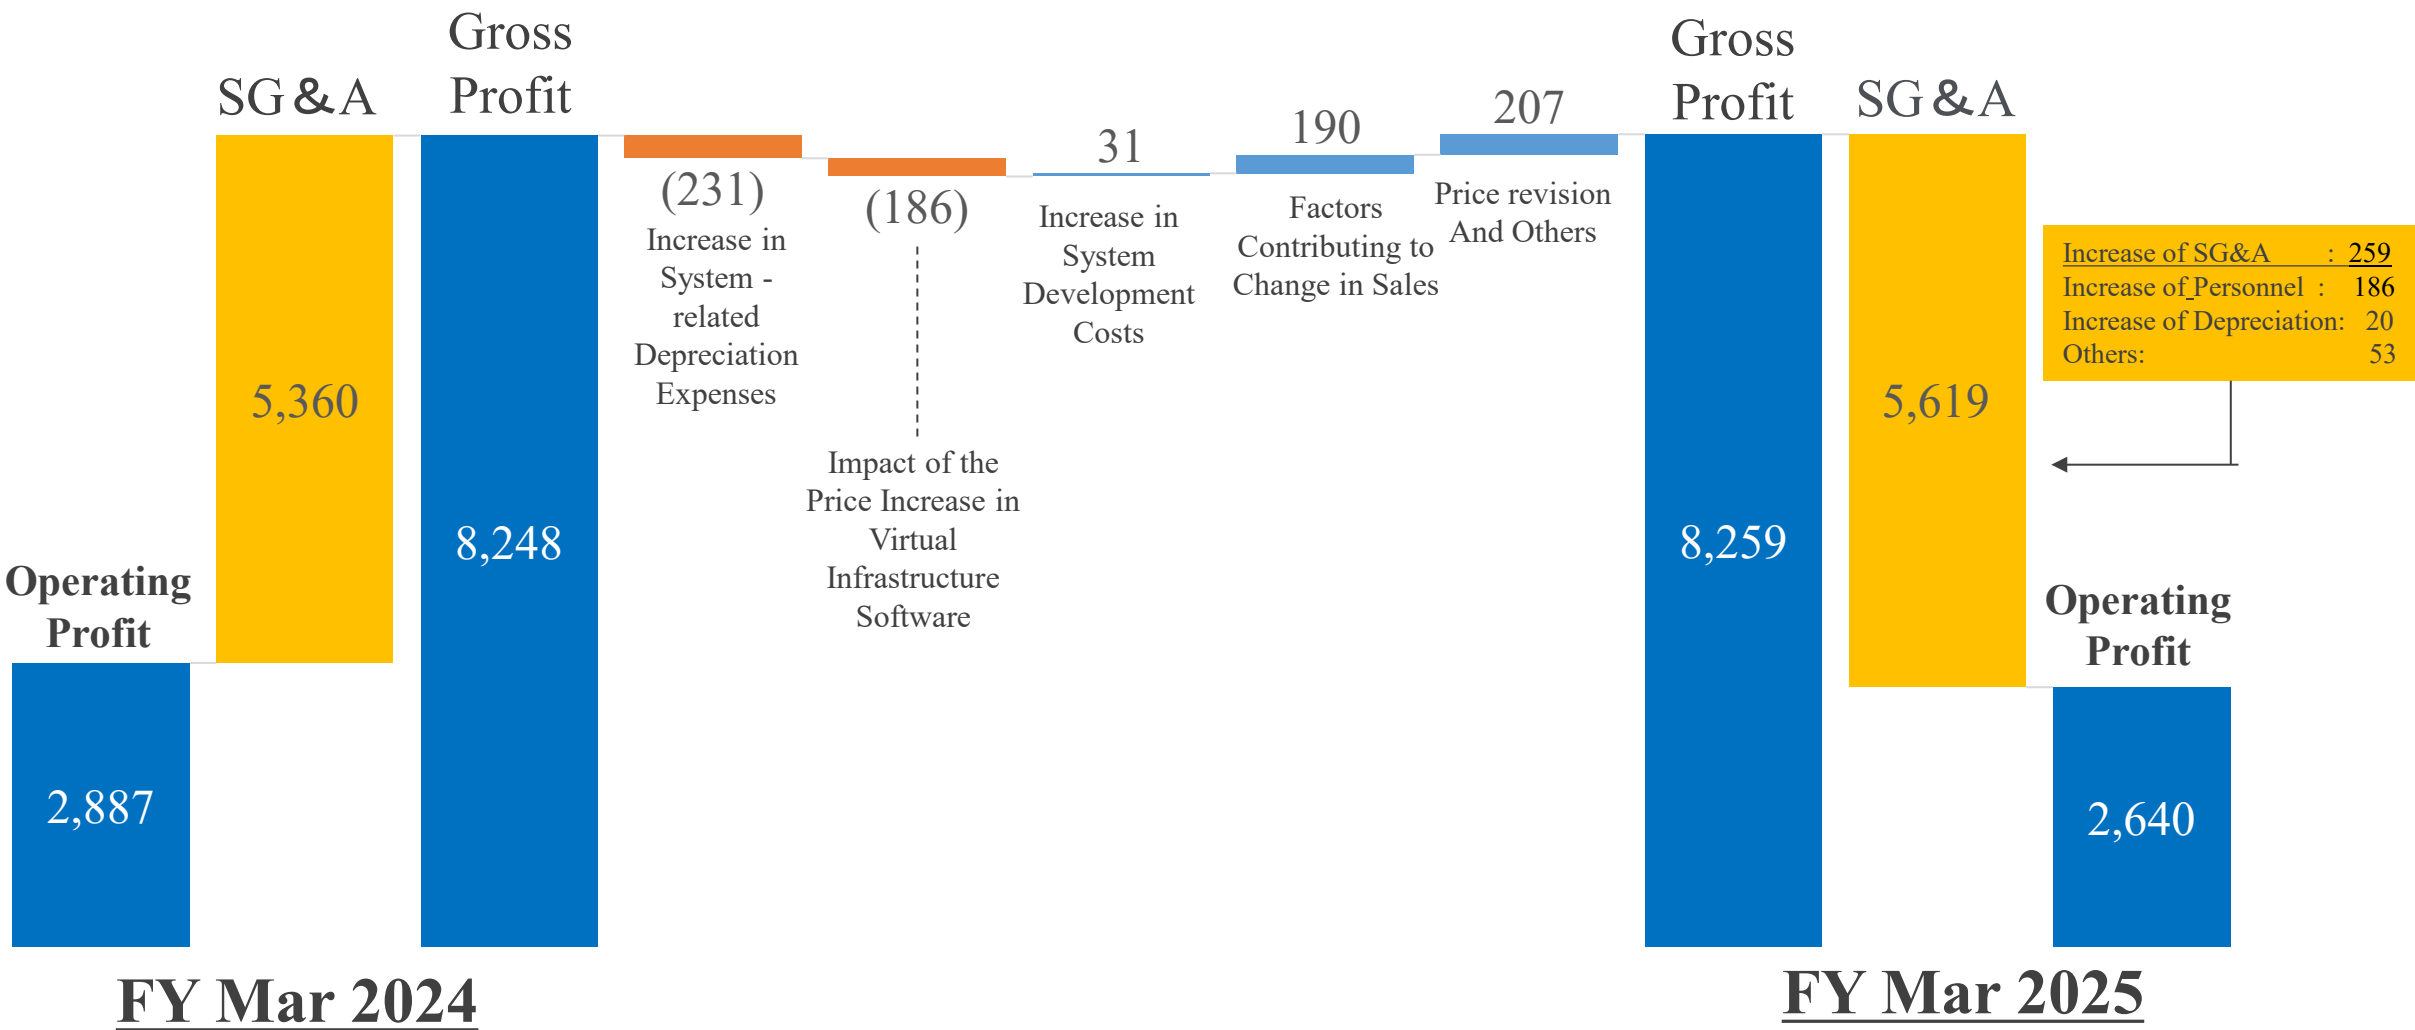 Operating
Profit
2,887
SG＆A
5,360
Gross
Profit
8,248
(231)
Increase in
System -
related
Depreciation
Expenses
(186)
Impact of the
Price Increase in
Virtual
Infrastructure
Software
31
Increase in
System
Development
Costs
190
Factors
Contributing to
Change in Sales
207
Price revision
And Others
Gross
Profit
8,259
SG＆A
5,619
Increase of SG&A : 259
Increase of Personnel : 186
Increase of Depreciation: 20
Others: 53
Operating
Profit
2,640
FY Mar 2024
FY Mar 2025